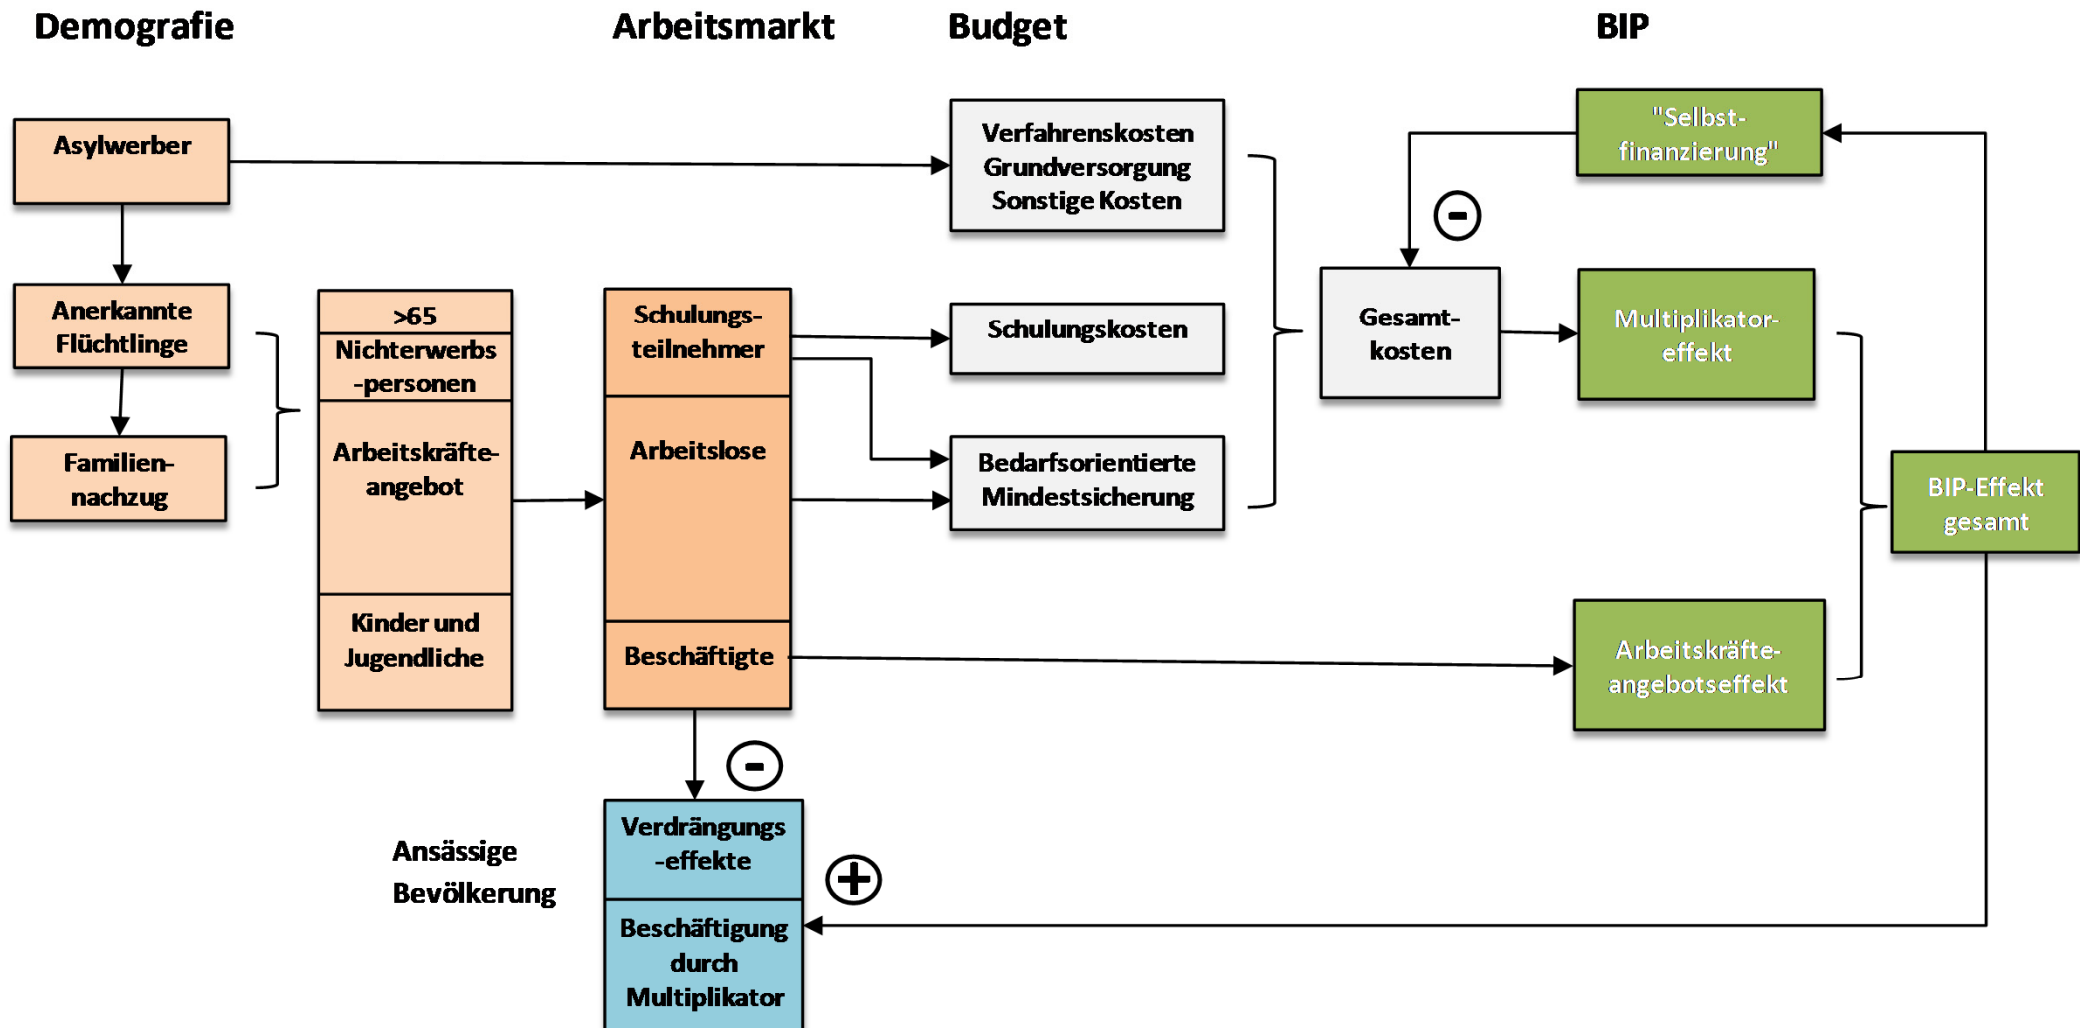 Demografie
Arbeitsmarkt
Budget
BIP
Asylwerber
Anerkannte
Flüchtlinge
Familien-
nachzug
>65
Nichterwerbs
-personen
Arbeitskräfte-
angebot
Kinder und
Jugendliche
Schulungs-
teilnehmer
Arbeitslose
Beschäftigte
Verfahrenskosten
Grundversorgung
Sonstige Kosten
Schulungskosten
Bedarfsorientierte
Mindestsicherung
Gesamt-
kosten
"Selbst-
finanzierung"
-
Multiplikator-
effekt
Arbeitskräfte-
angebotseffekt
BIP-Effekt
gesamt
-
Ansässige
Bevölkerung
Verdrängungs
-effekte
+
Beschäftigung
durch
Multiplikator